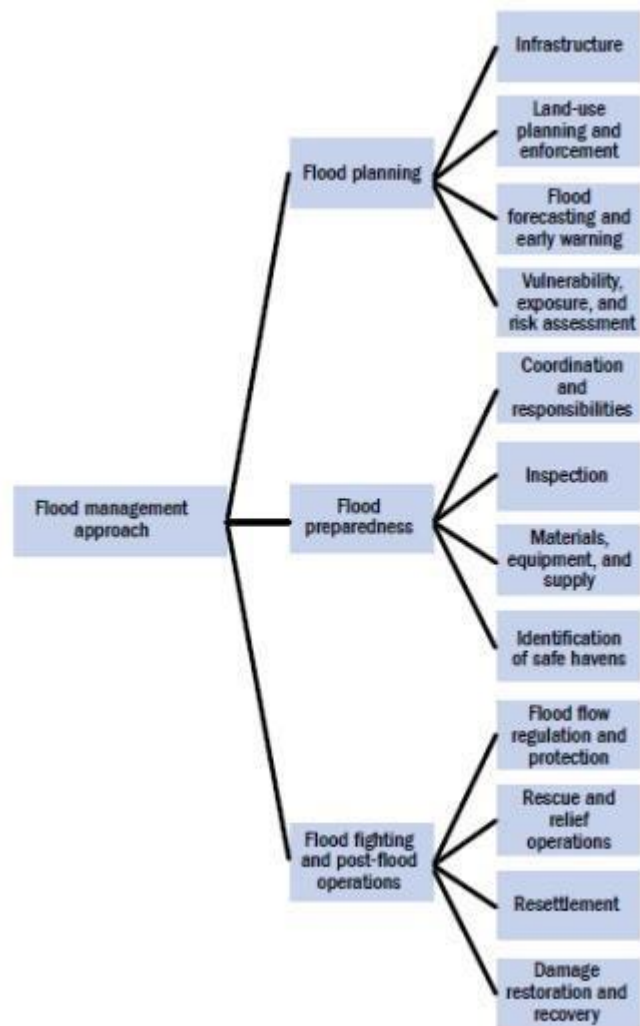 Flood management
approach
Flood planning
Infrastructure
Land-use
planning and
enforcement
Flood
forecasting and
early warning
Vulnerability,
exposure, and
risk assessment
Flood
preparedness
Coordination
and
responsibilities
Inspection
Materials,
equipment, and
supply
Identification
of safe havens
Flood fighting
and post-flood
operations
Flood flow
regulation and
protection
Rescue and
relief
operations
Resettlement
Damage
restoration and
recovery